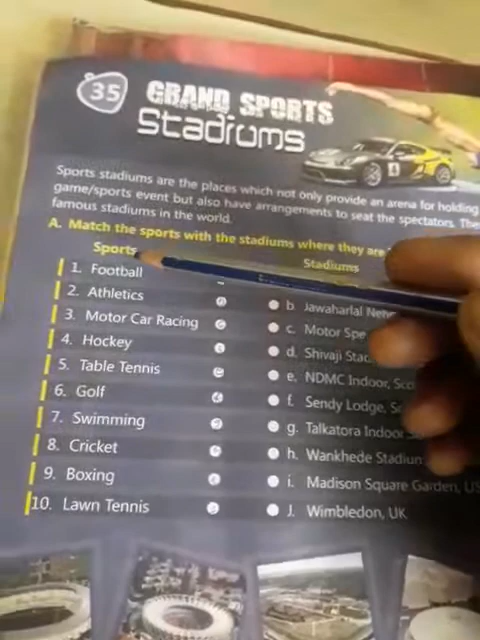 35
GRAND SPORTS
Stadiums
Sports stadiums are the places which not only provide an arena for holding
game/sports event but also have arrangements to seat the spectators. The
famous stadiums in the world.
A. Match the sports with the stadiums where they are
Sports
Stadiums
1. Football
2. Athletics
b Jawaharlal
3. Motor Car Racing
c. Motor
4. Hockey
d. Shivaji
5. Table Tennis
e. NDMC Indoor,
6. Golf
f. Sendy Lodge,
7. Swimming
g. Talkatora Indoor
8. Cricket
h. Wankhede
9. Boxing
i. Madison Square Garden, US
10. Lawn Tennis
J. Wimbledon, UK